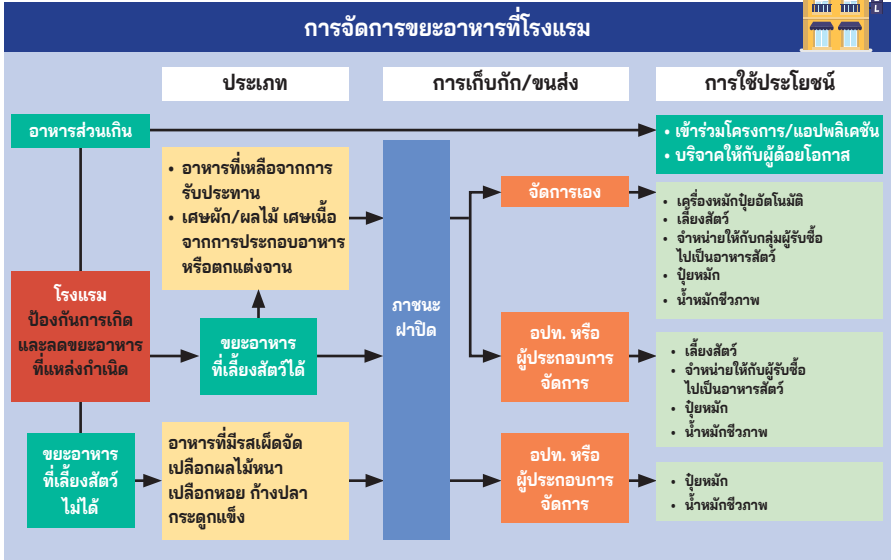 การจัดการขยะอาหารที่โรงแรม
L
ประเภท
การเก็บกัก/ขนส่ง
การใช้ประโยชน์
อาหารส่วนเกิน
• เข้าร่วมโครงการ/แอปพลิเคชัน
• บริจาคให้กับผู้ด้อยโอกาส
• อาหารที่เหลือจากการ
รับประทาน
• เศษผัก/ผลไม้ เศษเนื้อ
จากการประกอบอาหาร
หรือตกแต่งจาน
จัดการเอง
• เครื่องหมักปุ๋ยอัตโนมัติ
• เลี้ยงสัตว์
• จำหน่ายให้กับกลุ่มผู้รับซื้อ
ไปเป็นอาหารสัตว์
• ปุ๋ยหมัก
• น้ำหมักชีวภาพ
โรงแรม
ป้องกันการเกิด
และลดขยะอาหาร
ที่แหล่งกำเนิด
ขยะอาหาร
ที่เลี้ยงสัตว์ได้
ภาชนะ
ฝาปิด
อปท. หรือ
ผู้ประกอบการ
จัดการ
• เลี้ยงสัตว์
• จำหน่ายให้กับผู้รับซื้อ
ไปเป็นอาหารสัตว์
• ปุ๋ยหมัก
• น้ำหมักชีวภาพ
ขยะอาหาร
ที่เลี้ยงสัตว์
ไม่ได้
อาหารที่มีรสเผ็ดจัด
เปลือกผลไม้หนา
เปลือกหอย ก้างปลา
กระดูกแข็ง
อปท. หรือ
ผู้ประกอบการ
จัดการ
• ปุ๋ยหมัก
• น้ำหมักชีวภาพ